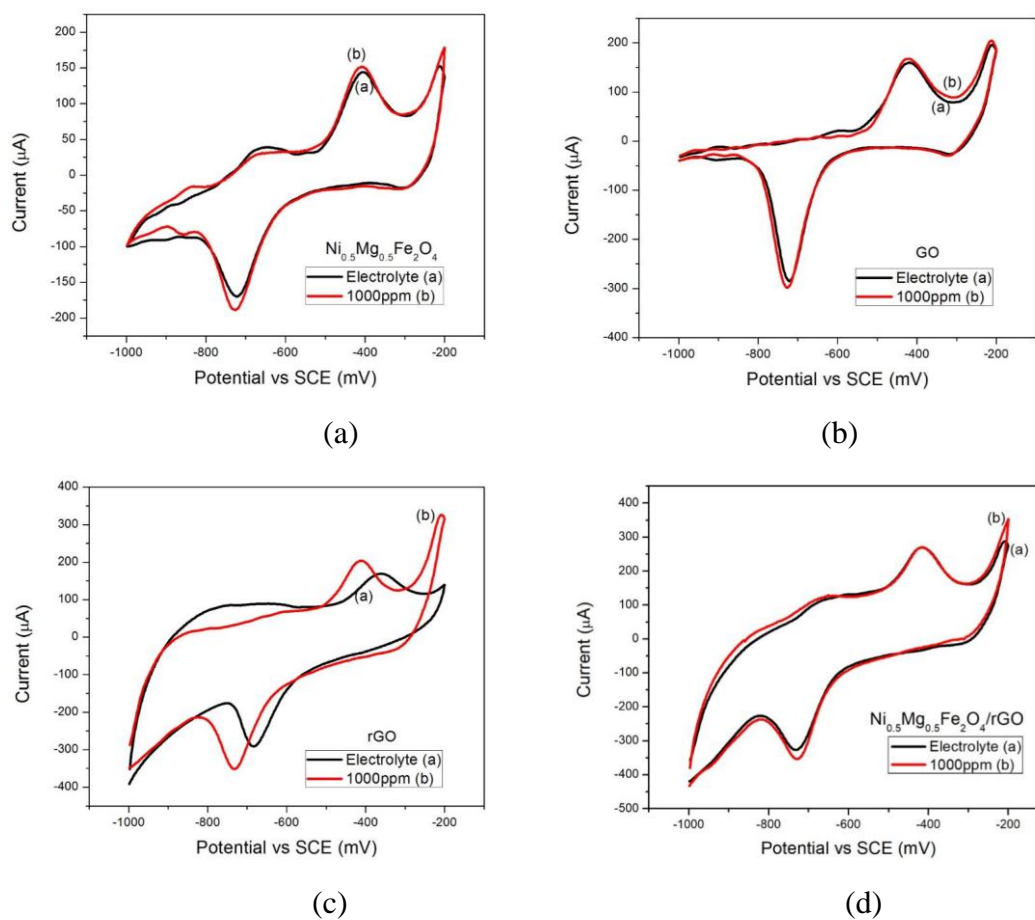 200
150
100
50
0
-50
-100
-150
-200
-1000
-800
-600
-400
-200
Current (μA)
Potential vs SCE (mV)
(b)
(a)
Ni0.5Mg0.5Fe2O4
Electrolyte (a)
1000ppm (b)
(a)
200
100
0
-100
-200
-300
-400
-1000
-800
-600
-400
-200
Current (μA)
Potential vs SCE (mV)
(b)
(a)
GO
Electrolyte (a)
1000ppm (b)
(b)
400
300
200
100
0
-100
-200
-300
-400
-1000
-800
-600
-400
-200
Current (μA)
Potential vs SCE (mV)
(b)
(a)
rGO
Electrolyte (a)
1000ppm (b)
(c)
400
300
200
100
0
-100
-200
-300
-400
-500
-1000
-800
-600
-400
-200
Current (μA)
Potential vs SCE (mV)
(b)
(a)
Ni0.5Mg0.5Fe2O4/rGO
Electrolyte (a)
1000ppm (b)
(d)